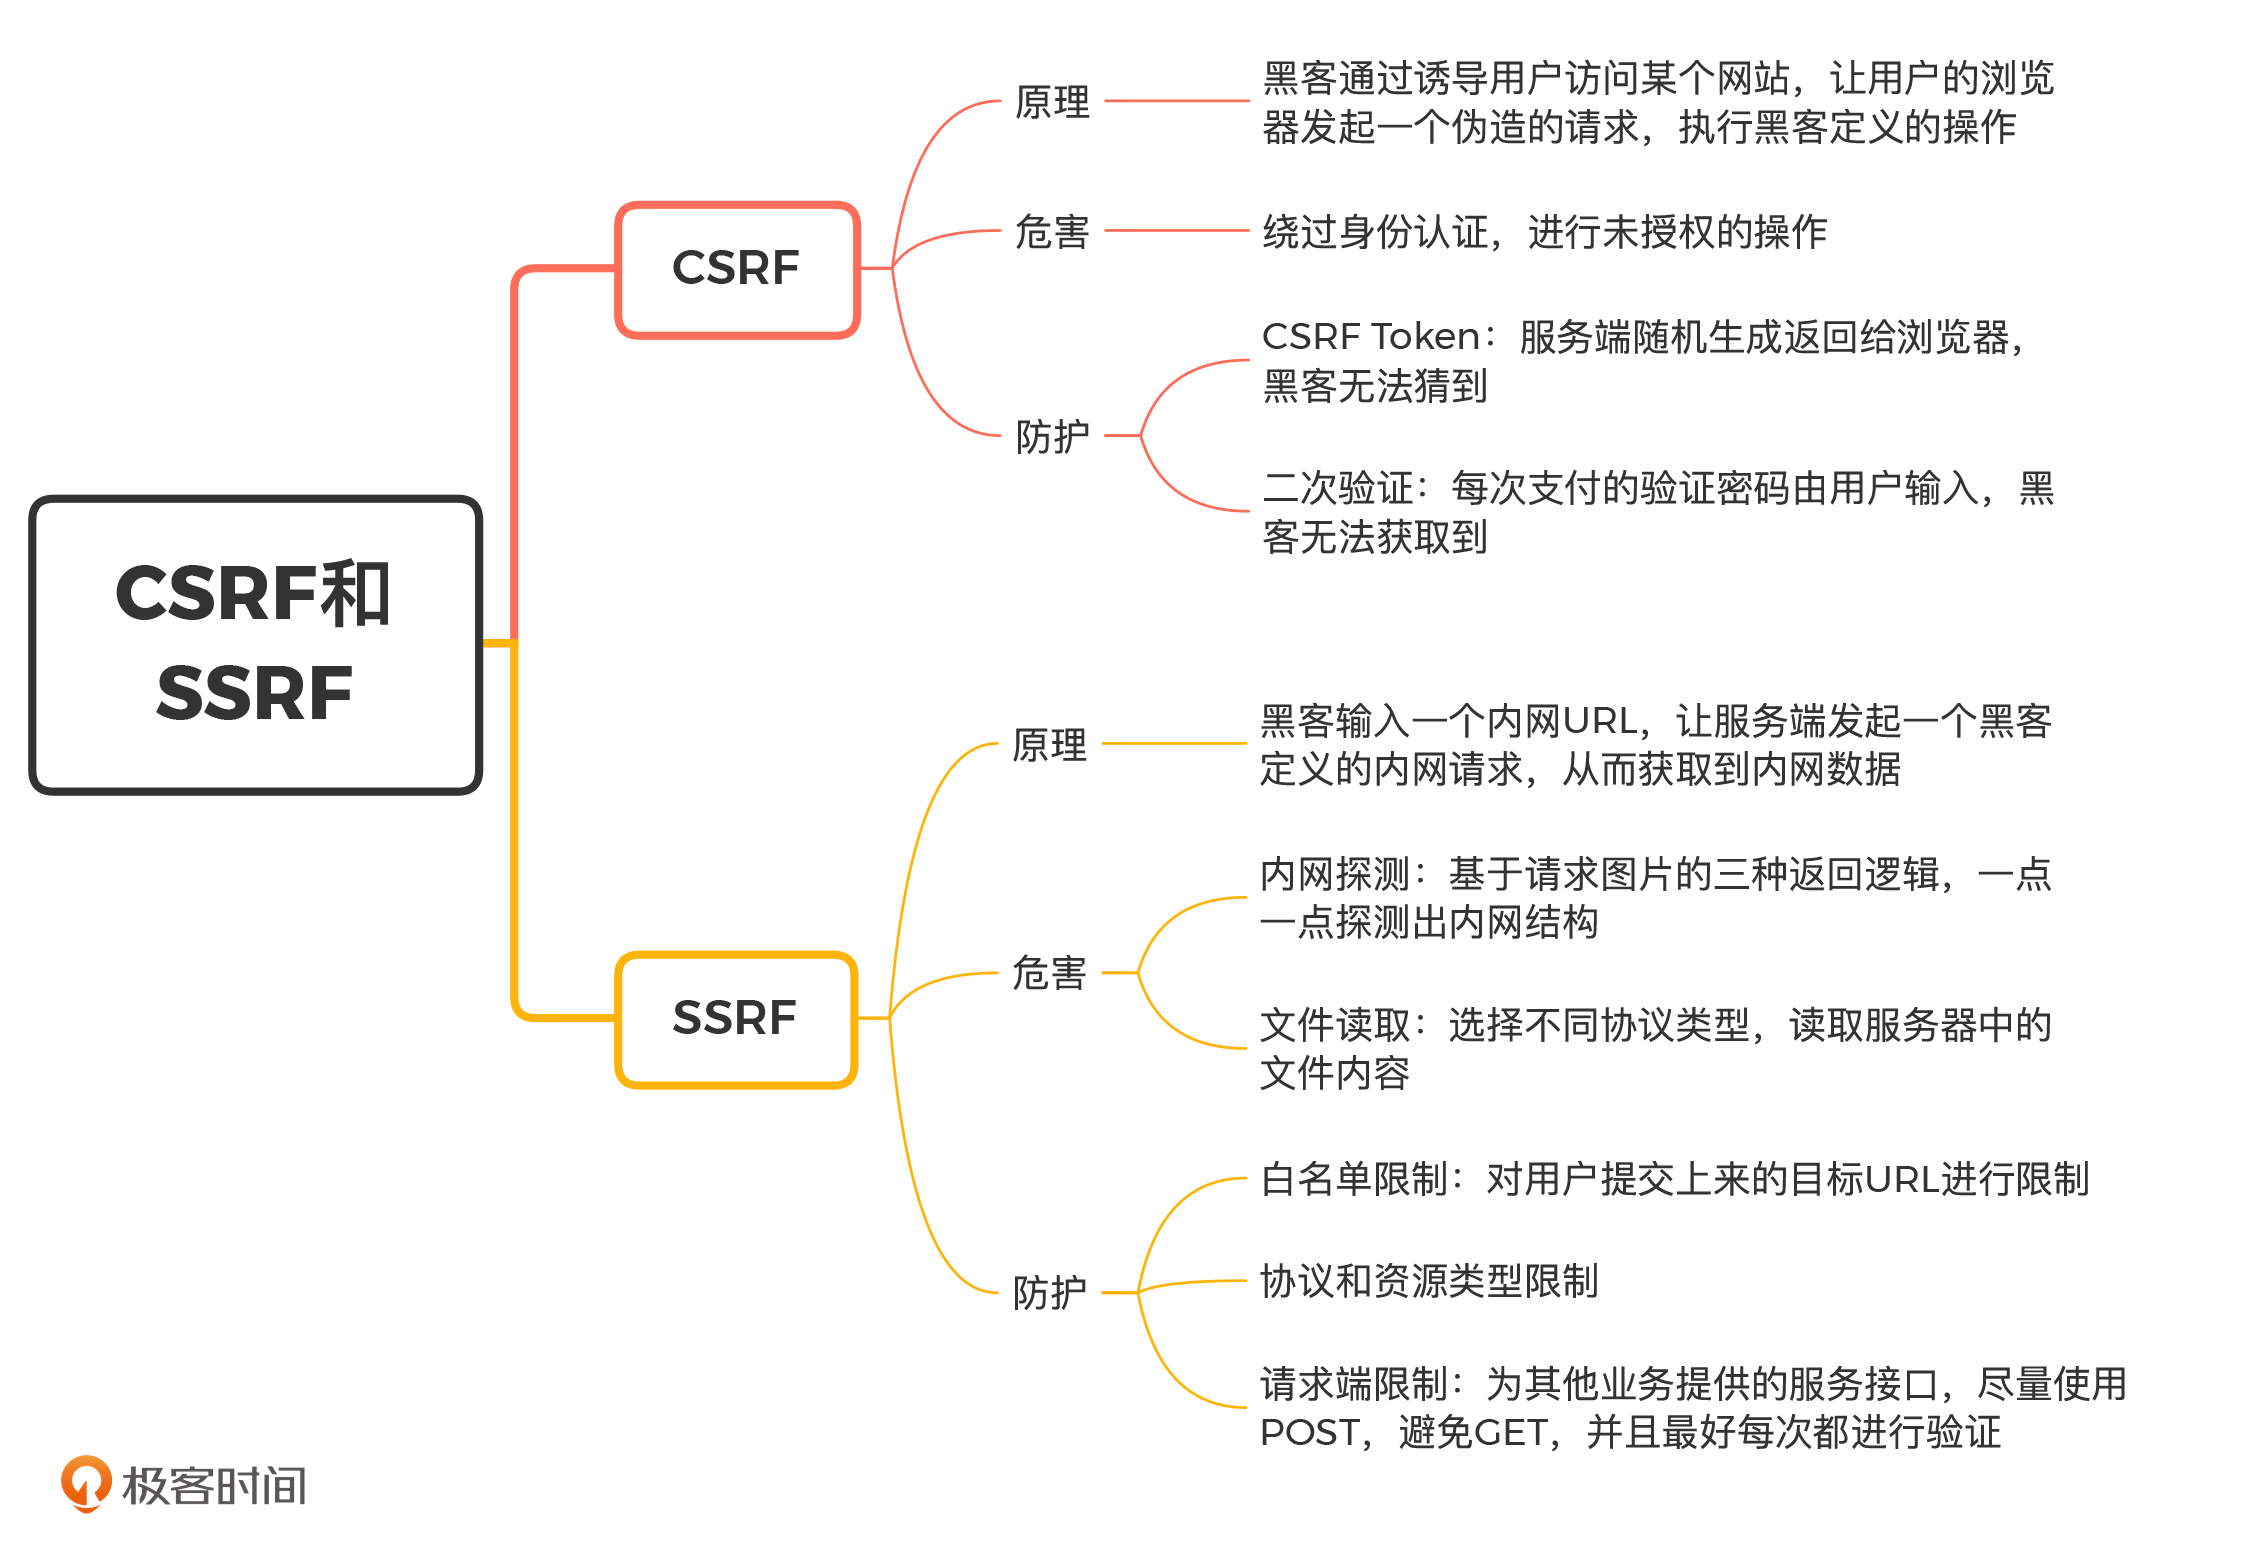 CSRF和
SSRF
CSRF
原理
黑客通过诱导用户访问某个网站，让用户的浏览
器发起一个伪造的请求，执行黑客定义的操作
危害
绕过身份认证，进行未授权的操作
防护
CSRF Token：服务端随机生成返回给浏览器，
黑客无法猜到
二次验证：每次支付的验证密码由用户输入，黑
客无法获取到
SSRF
原理
黑客输入一个内网URL，让服务端发起一个黑客
定义的内网请求，从而获取到内网数据
危害
内网探测：基于请求图片的三种返回逻辑，一点
一点探测出内网结构
文件读取：选择不同协议类型，读取服务器中的
文件内容
防护
白名单限制：对用户提交上来的目标URL进行限制
协议和资源类型限制
请求端限制：为其他业务提供的服务接口，尽量使用
POST，避免GET，并且最好每次都进行验证
极客时间